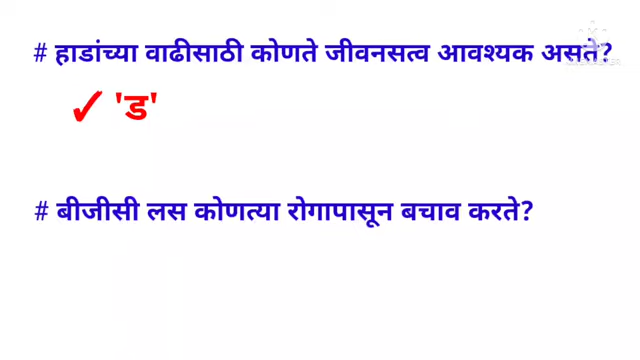 # हाडांच्या वाढीसाठी कोणते जीवनसत्व आवश्यक असते?
✓ 'ड'
# बीजीसी लस कोणत्या रोगापासून बचाव करते?